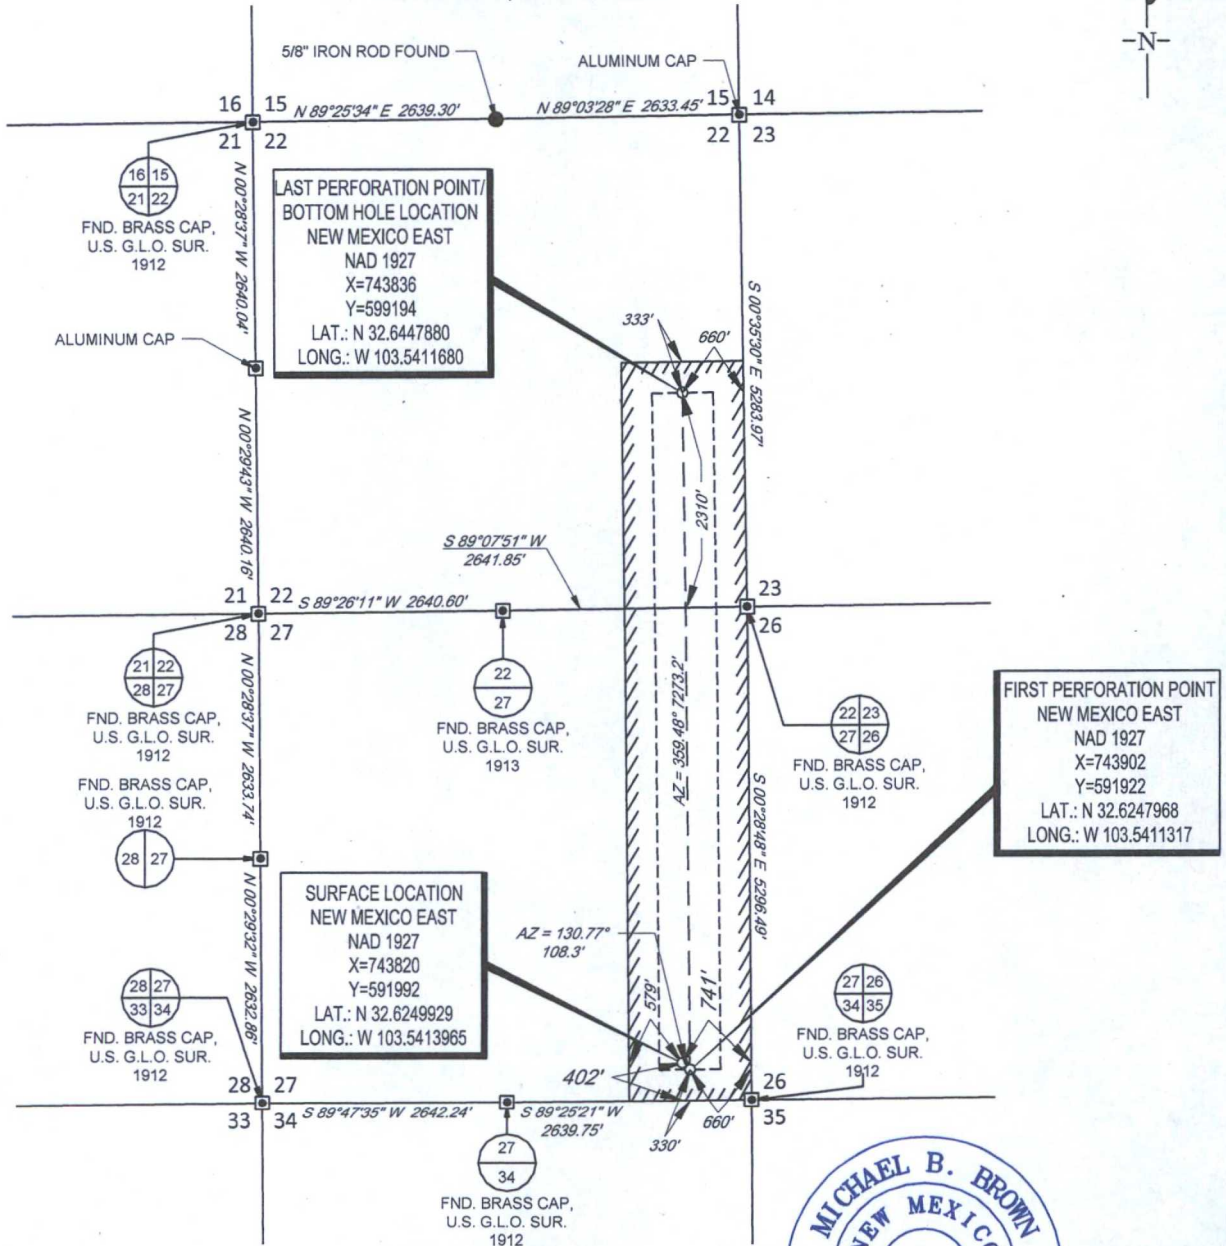 -N-
5/8" IRON ROD FOUND
ALUMINUM CAP
16 15
N 89°25'34" E 2639.30'
N 89°03'28" E 2633.45'
15 14
21 22
22 23
16 15
21 22
FND. BRASS CAP,
U.S. G.L.O. SUR.
1912
N 00°28'37" W 2640.04'
LAST PERFORATION POINT/
BOTTOM HOLE LOCATION
NEW MEXICO EAST
NAD 1927
X=743836
Y=599194
LAT.: N 32.6447880
LONG.: W 103.5411680
ALUMINUM CAP
333'
660'
S 00°35'30" E 5283.97'
N 00°29'43" W 2640.16'
2310'
S 89°07'51" W
2641.85'
21 22
S 89°26'11" W 2640.60'
23
28 27
26
21 22
28 27
FND. BRASS CAP,
U.S. G.L.O. SUR.
1912
22
27
FND. BRASS CAP,
U.S. G.L.O. SUR.
1913
22 23
27 26
FND. BRASS CAP,
U.S. G.L.O. SUR.
1912
FIRST PERFORATION POINT
NEW MEXICO EAST
NAD 1927
X=743902
Y=591922
LAT.: N 32.6247968
LONG.: W 103.5411317
N 00°28'37" W 2633.74'
AZ = 359.48° 7273.2'
S 00°28'48" E 5296.49'
FND. BRASS CAP,
U.S. G.L.O. SUR.
1912
28 27
SURFACE LOCATION
NEW MEXICO EAST
NAD 1927
X=743820
Y=591992
LAT.: N 32.6249929
LONG.: W 103.5413965
N 00°29'32" W 2632.86'
AZ = 130.77°
108.3'
579'
741'
28 27
33 34
FND. BRASS CAP,
U.S. G.L.O. SUR.
1912
27 26
34 35
FND. BRASS CAP,
U.S. G.L.O. SUR.
1912
402'
28 27
26
33 34
S 89°47'35" W 2642.24'
S 89°25'21" W
2639.75'
330'
660'
35
27
34
FND. BRASS CAP,
U.S. G.L.O. SUR.
1912
MICHAEL B. BROWN
NEW MEXICO